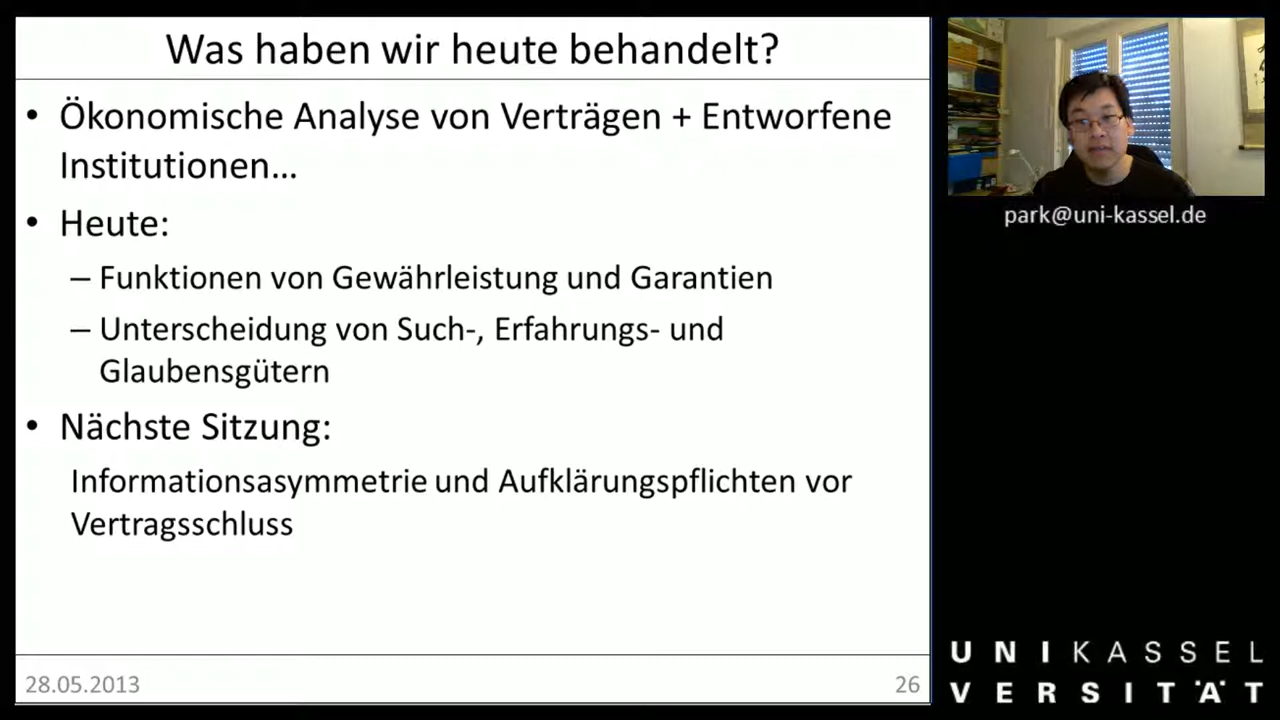 Was haben wir heute behandelt?
• Ökonomische Analyse von Verträgen + Entworfene
Institutionen...
• Heute:
– Funktionen von Gewährleistung und Garantien
– Unterscheidung von Such-, Erfahrungs- und
Glaubensgütern
• Nächste Sitzung:
Informationsasymmetrie und Aufklärungspflichten vor
Vertragsschluss
28.05.2013
26
park@uni-kassel.de
UNIKASSEL
VERSITÄT